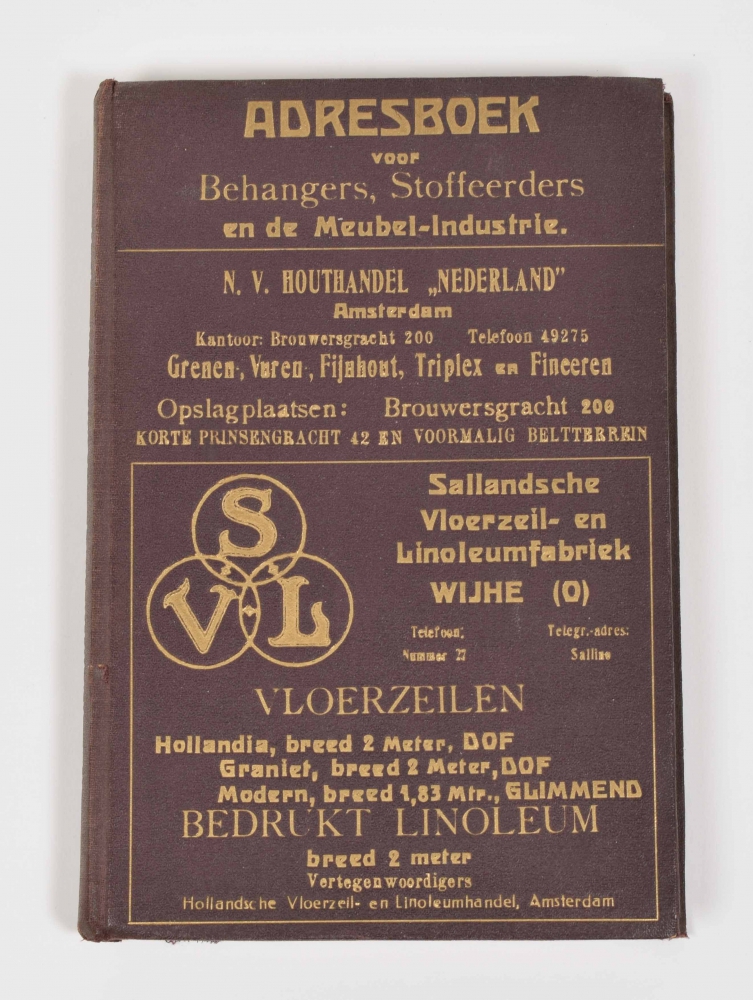 ADRESBOEK
voor
Behangers, Stoffeerders
en de Meubel-Industrie.
N. V. HOUTHANDEL „NEDERLAND”
Amsterdam
Kantoor: Brouwersgracht 200 Telefoon 49275
Grenen-, Vuren-, Fijnhout, Triplex en Fineeren
Opslagplaatsen: Brouwersgracht 200
KORTE PRINSENGRACHT 42 EN VOORMALIG BELTTERREIN
S
V L
Sallandsche
Vloerzeil- en
Linoleumfabriek
WIJHE (O)
Telefoon: Telegr.-adres:
Nummer 27 Salline
VLOERZEILEN
Hollandia, breed 2 Meter, DOF
Graniet, breed 2 Meter, DOF
Modern, breed 1,83 Mtr., GLIMMEND
BEDRUKT LINOLEUM
breed 2 meter
Vertegenwoordigers
Hollandsche Vloerzeil- en Linoleumhandel, Amsterdam